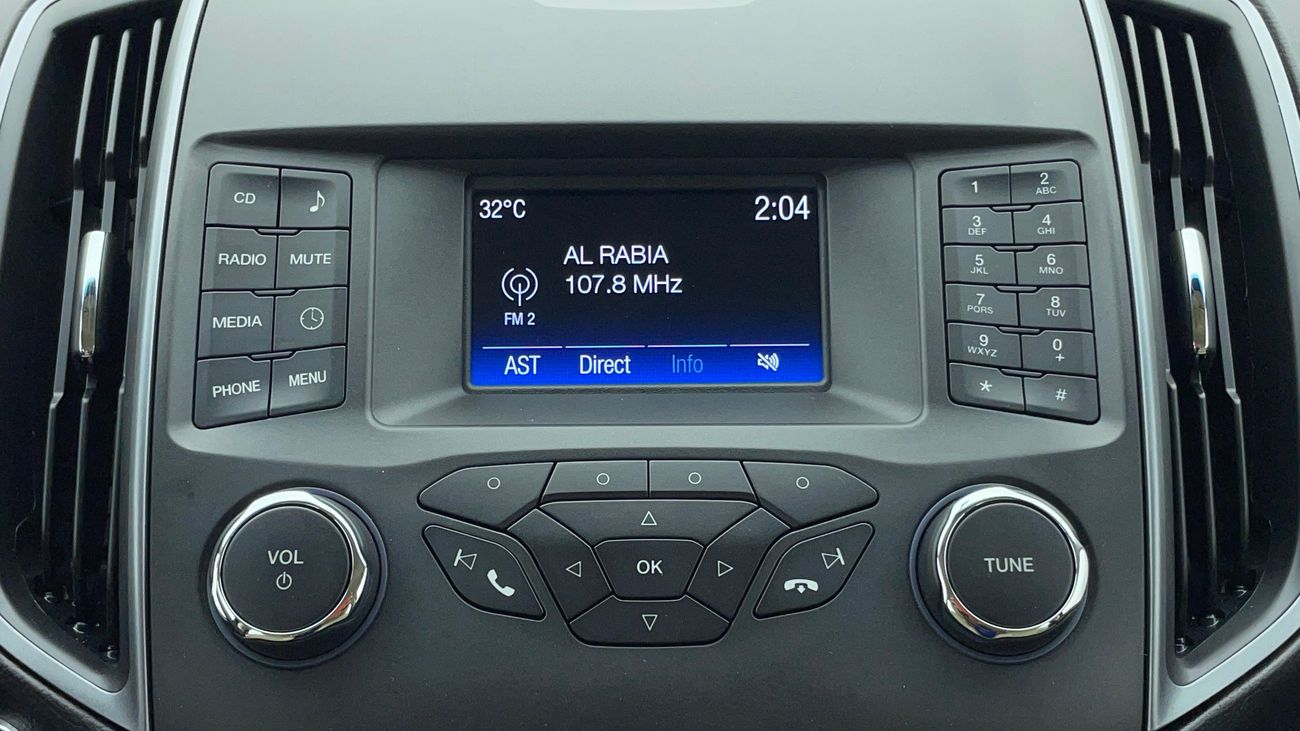 CD
RADIO MUTE
MEDIA
PHONE MENU
32°C 2:04
AL RABIA
107.8 MHz
FM 2
AST Direct Info
1 2 ABC
3 DEF 4 GHI
5 JKL 6 MNO
7 PQRS 8 TUV
9 WXYZ 0 +
* #
VOL
OK
TUNE